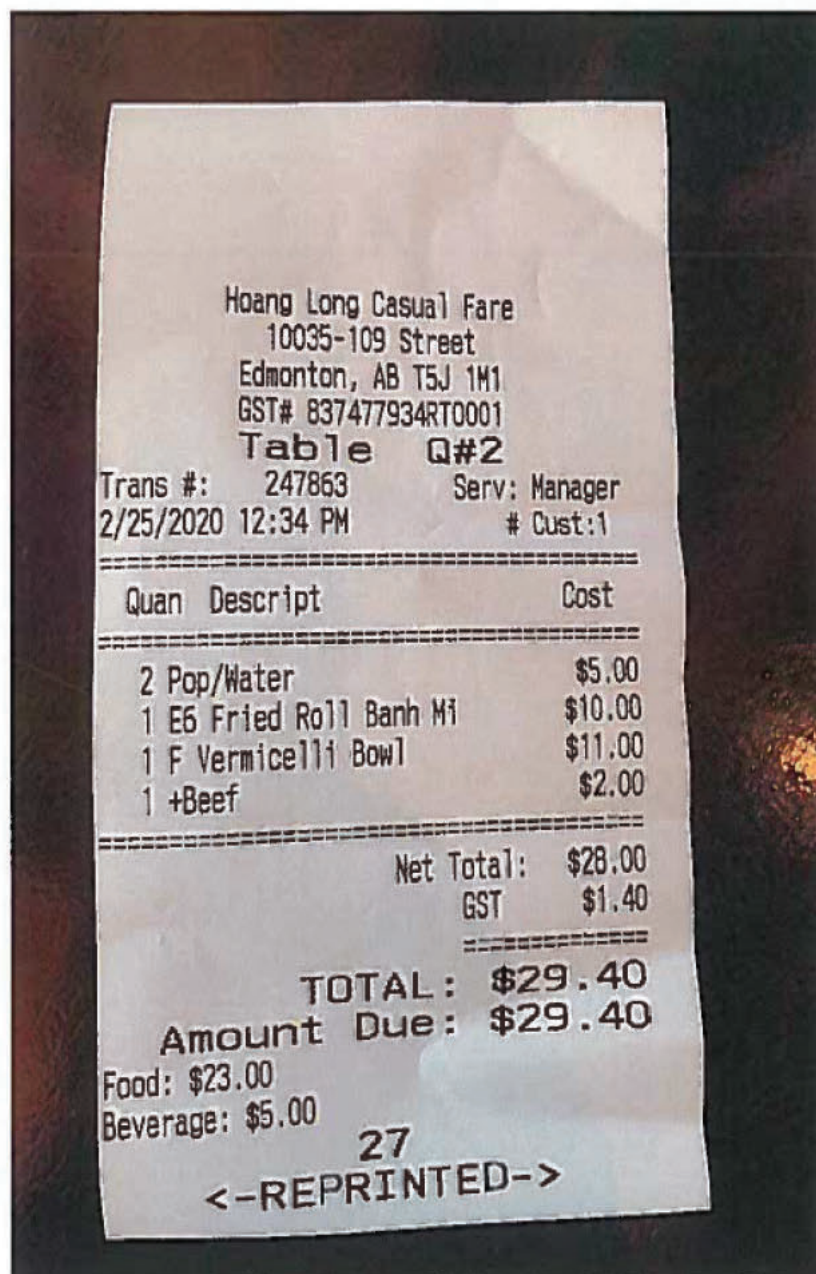 Hoang Long Casual Fare
10035-109 Street
Edmonton, AB T5J 1M1
GST# 837477934RT0001
Table Q#2
Trans #: 247863 Serv: Manager
2/25/2020 12:34 PM # Cust:1
=======================================
Quan Descript Cost
=======================================
2 Pop/Water $5.00
1 E6 Fried Roll Banh Mi $10.00
1 F Vermicelli Bowl $11.00
1 +Beef $2.00
=======================================
Net Total: $28.00
GST $1.40
==============
TOTAL: $29.40
Amount Due: $29.40
Food: $23.00
Beverage: $5.00
27
<-REPRINTED->